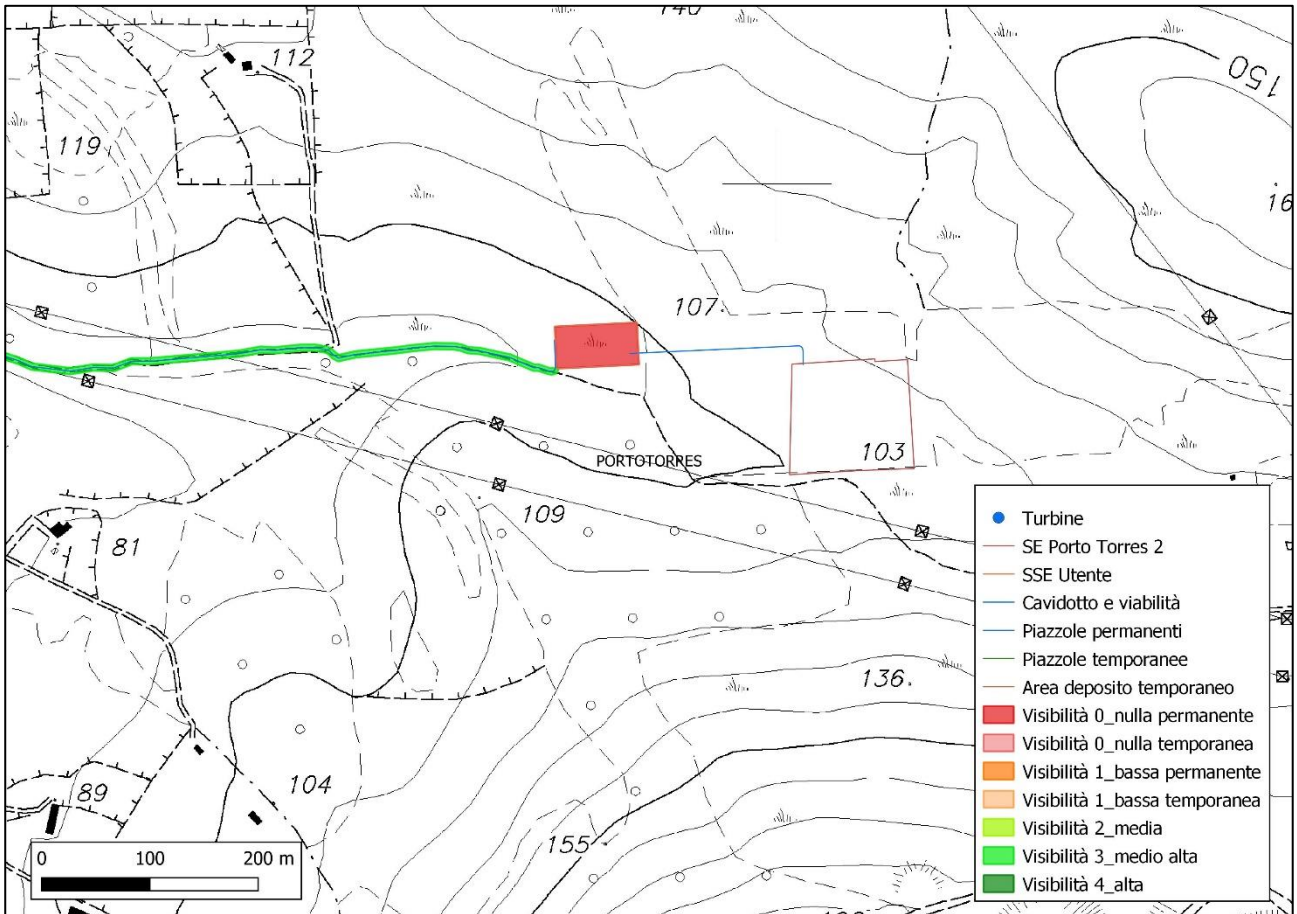 140
112
150
119
16
107
PORTOTORRES
103
109
81
136
104
89
155
Turbine
SE Porto Torres 2
SSE Utente
Cavidotto e viabilità
Piazzole permanenti
Piazzole temporanee
Area deposito temporaneo
Visibilità 0_nulla permanente
Visibilità 0_nulla temporanea
Visibilità 1_bassa permanente
Visibilità 1_bassa temporanea
Visibilità 2_media
Visibilità 3_medio alta
Visibilità 4_alta
0 100 200 m